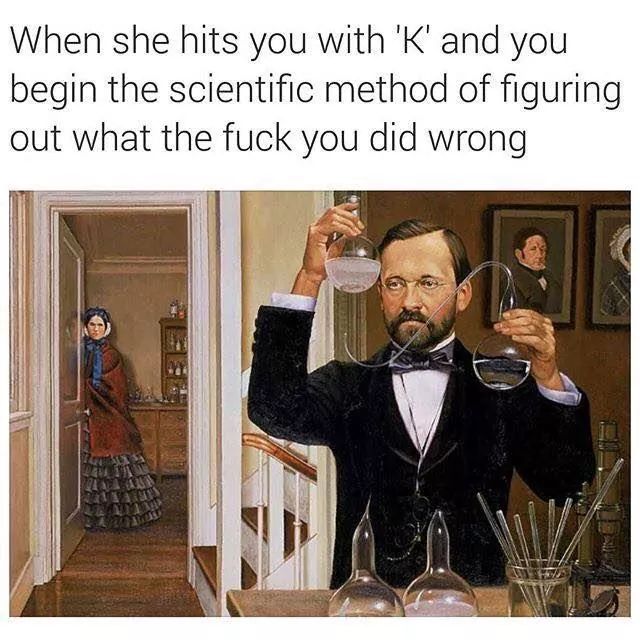 When she hits you with 'K' and you
begin the scientific method of figuring
out what the fuck you did wrong